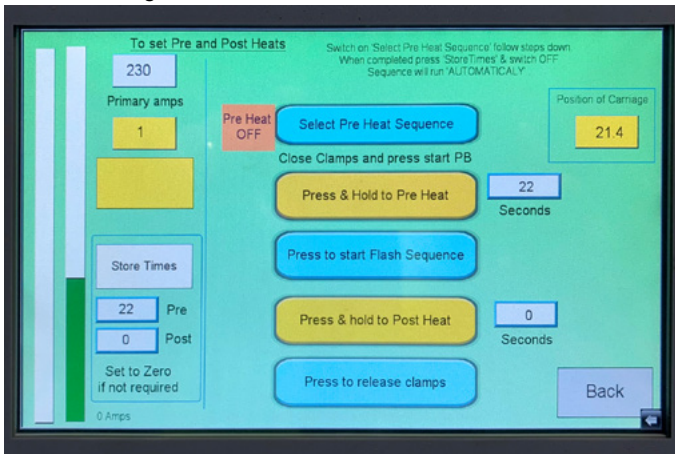 To set Pre and Post Heats
Switch on 'Select Pre Heat Sequence' follow steps down.
When completed press 'StoreTimes' & switch OFF
Sequence will run 'AUTOMATICALY'
230
Primary amps
1
Pre Heat
OFF
Select Pre Heat Sequence
Position of Carriage
21.4
Close Clamps and press start PB
Press & Hold to Pre Heat
22
Seconds
Store Times
Press to start Flash Sequence
22 Pre
0 Post
Press & hold to Post Heat
0
Seconds
Set to Zero
if not required
Press to release clamps
Back
0 Amps